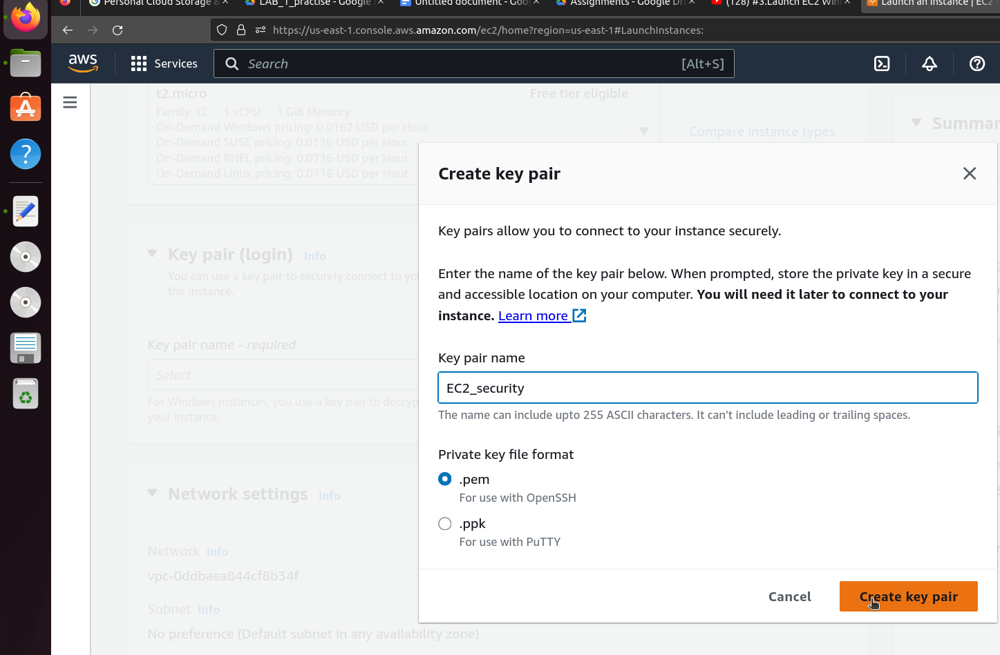 Personal Cloud Storage &
LAB_1_practise - Google
Untitled document - Goo
Assignments - Google Dri
(128) #3.Launch EC2 Win
Launch an instance | EC2
https://us-east-1.console.aws.amazon.com/ec2/home?region=us-east-1#LaunchInstances:
aws
Services
Search
[Alt+S]
t2.micro
Free tier eligible
Family: t2 1 vCPU 1 GiB Memory
On-Demand Windows pricing: 0.0162 USD per Hour
On-Demand SUSE pricing: 0.0116 USD per Hour
On-Demand RHEL pricing: 0.0716 USD per Hour
On-Demand Linux pricing: 0.0116 USD per Hour
Compare instance types
Summar
Key pair (login) Info
You can use a key pair to securely connect to yo
the instance.
Key pair name - required
Select
For Windows instances, you use a key pair to decryp
your instance.
Network settings Info
Network Info
vpc-0ddbaea844cf8b34f
Subnet Info
No preference (Default subnet in any availability zone)
Create key pair
Key pairs allow you to connect to your instance securely.
Enter the name of the key pair below. When prompted, store the private key in a secure
and accessible location on your computer. You will need it later to connect to your
instance. Learn more
Key pair name
EC2_security
The name can include upto 255 ASCII characters. It can't include leading or trailing spaces.
Private key file format
.pem
For use with OpenSSH
.ppk
For use with PuTTY
Cancel
Create key pair